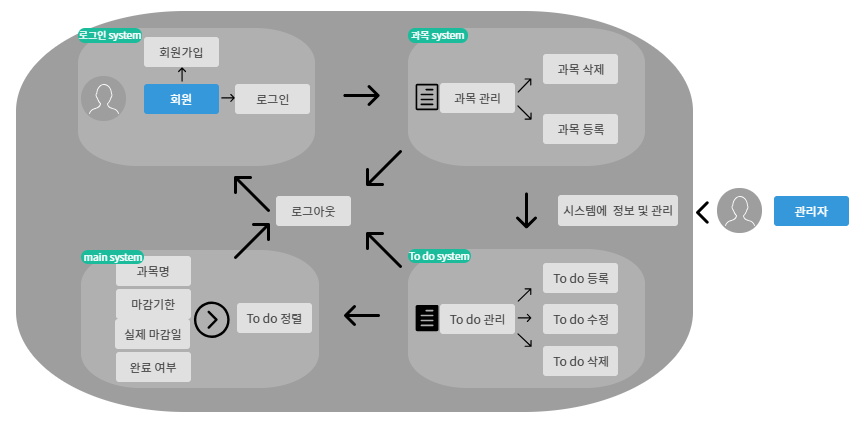 로그인 system
회원가입
회원
로그인
과목 system
과목 관리
과목 삭제
과목 등록
로그아웃
시스템에 정보 및 관리
관리자
main system
과목명
마감기한
실제 마감일
완료 여부
To do 정렬
To do system
To do 관리
To do 등록
To do 수정
To do 삭제